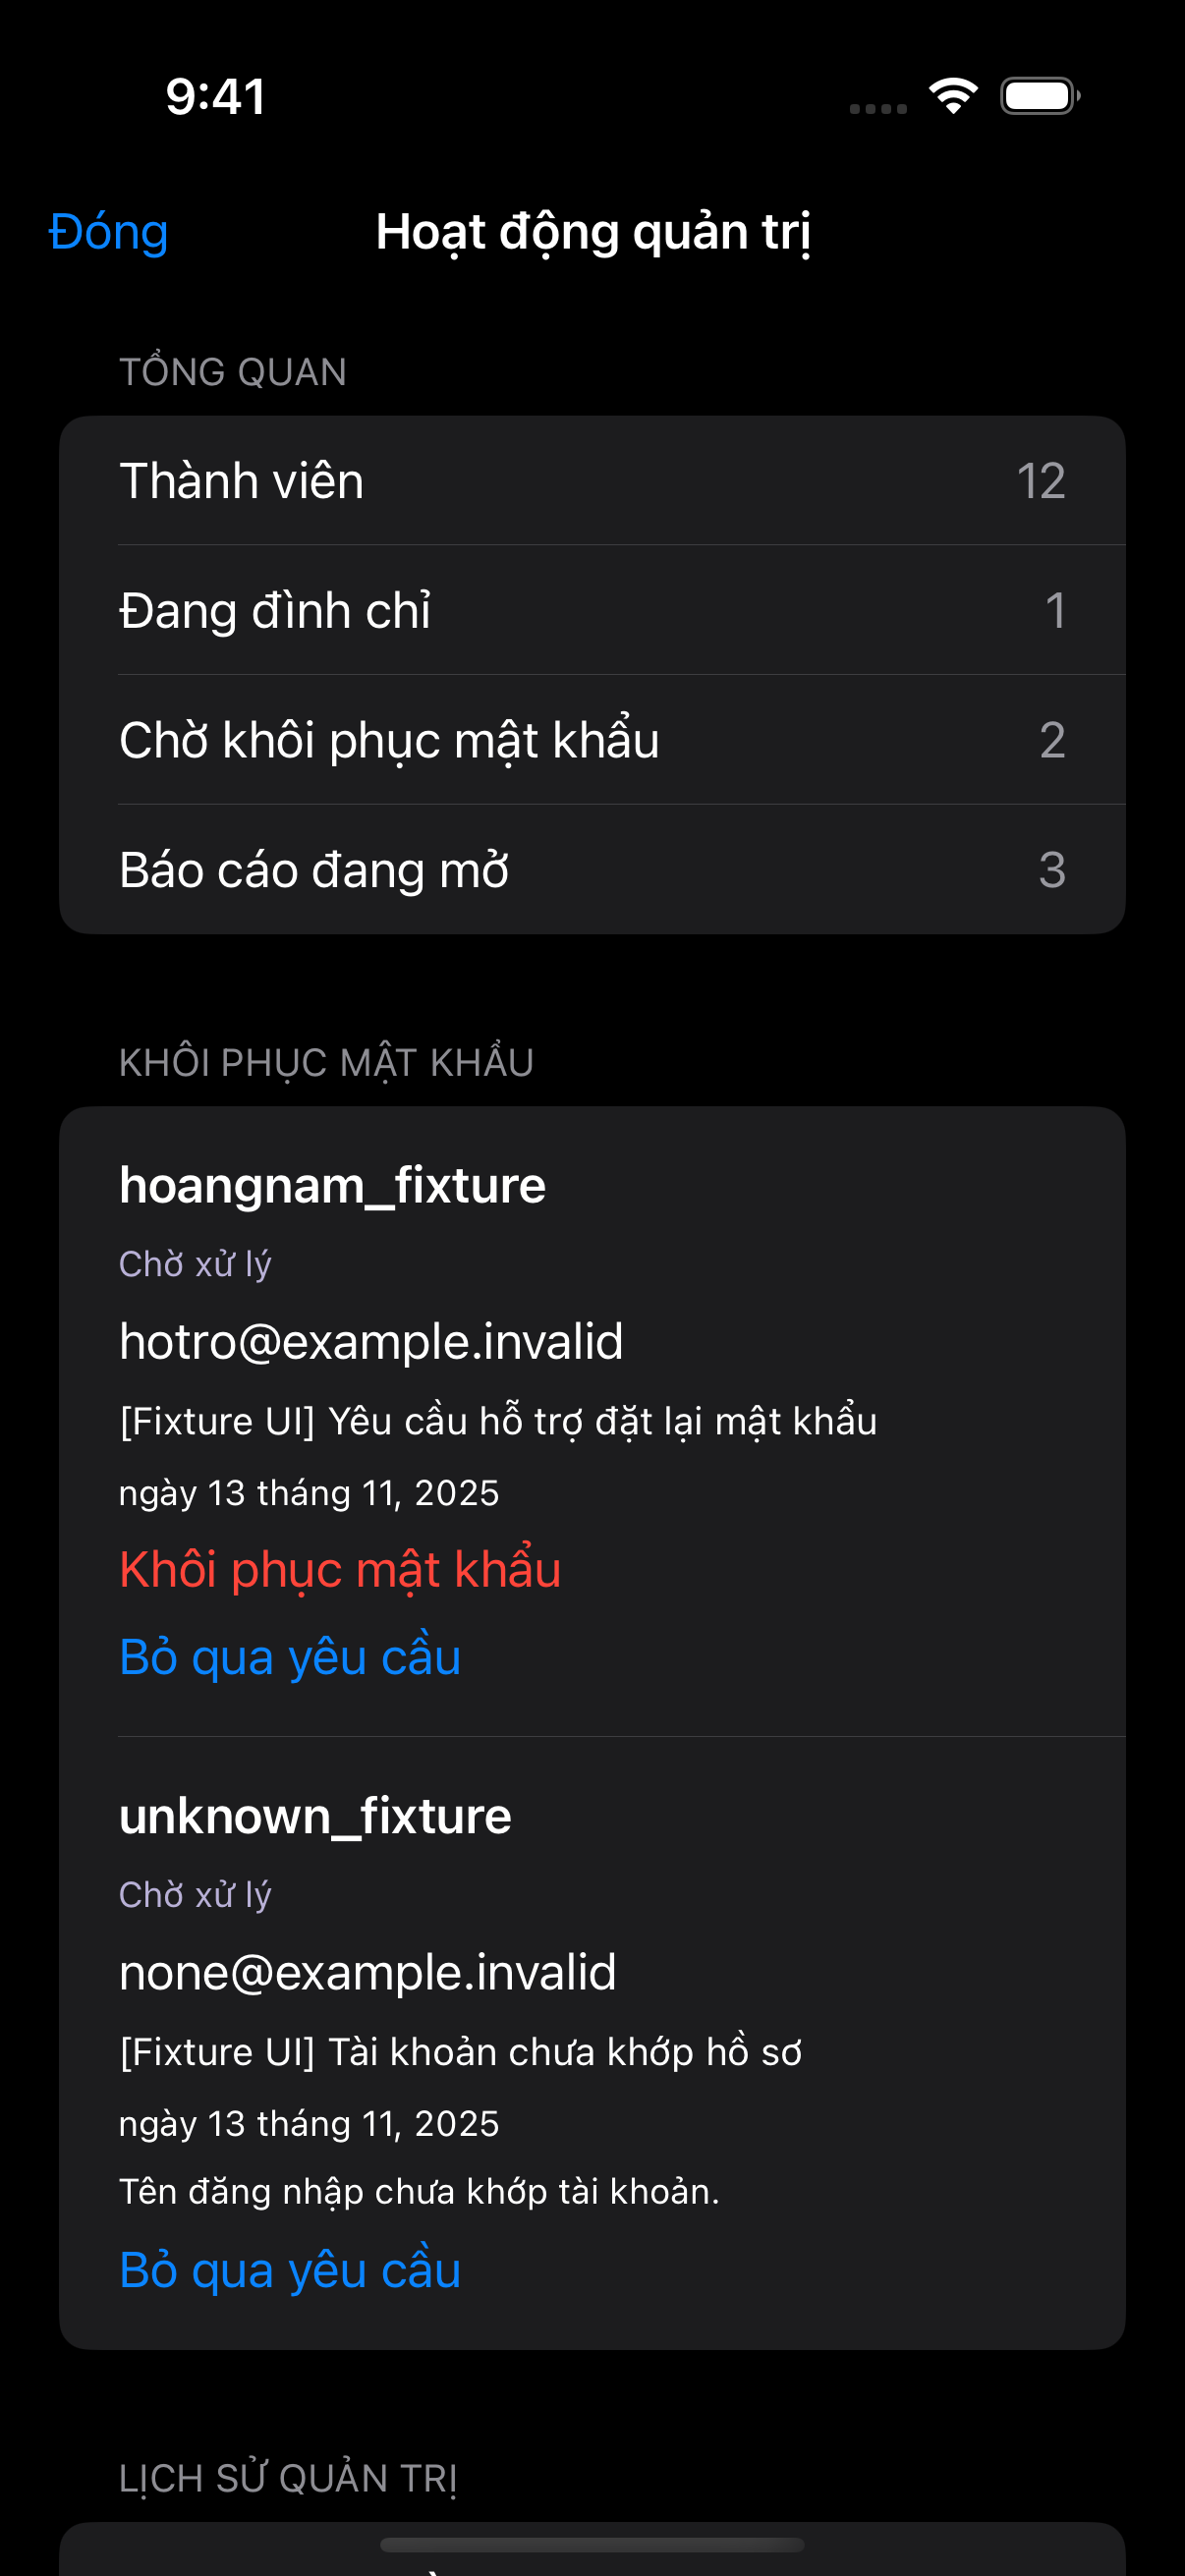 9:41
Đóng
Hoạt động quản trị
TỔNG QUAN
Thành viên 12
Đang đình chỉ 1
Chờ khôi phục mật khẩu 2
Báo cáo đang mở 3
KHÔI PHỤC MẬT KHẨU
hoangnam_fixture
Chờ xử lý
hotro@example.invalid
[Fixture UI] Yêu cầu hỗ trợ đặt lại mật khẩu
ngày 13 tháng 11, 2025
Khôi phục mật khẩu
Bỏ qua yêu cầu
unknown_fixture
Chờ xử lý
none@example.invalid
[Fixture UI] Tài khoản chưa khớp hồ sơ
ngày 13 tháng 11, 2025
Tên đăng nhập chưa khớp tài khoản.
Bỏ qua yêu cầu
LỊCH SỬ QUẢN TRỊ